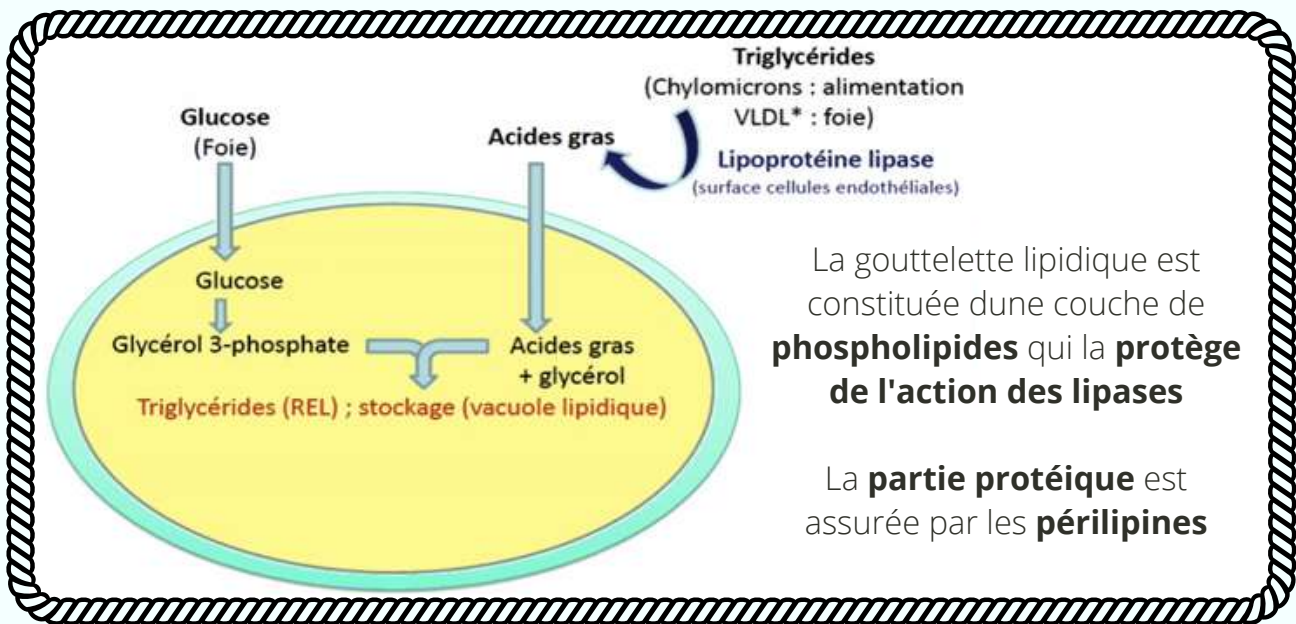 Triglycérides
(Chylomicrons : alimentation
VLDL* : foie)
Glucose
(Foie)
Acides gras
Lipoprotéine lipase
(surface cellules endothéliales)
Glucose
Glycérol 3-phosphate
Acides gras
+ glycérol
Triglycérides (REL) ; stockage (vacuole lipidique)
La gouttelette lipidique est
constituée dune couche de
phospholipides qui la protège
de l'action des lipases
La partie protéique est
assurée par les périlipines